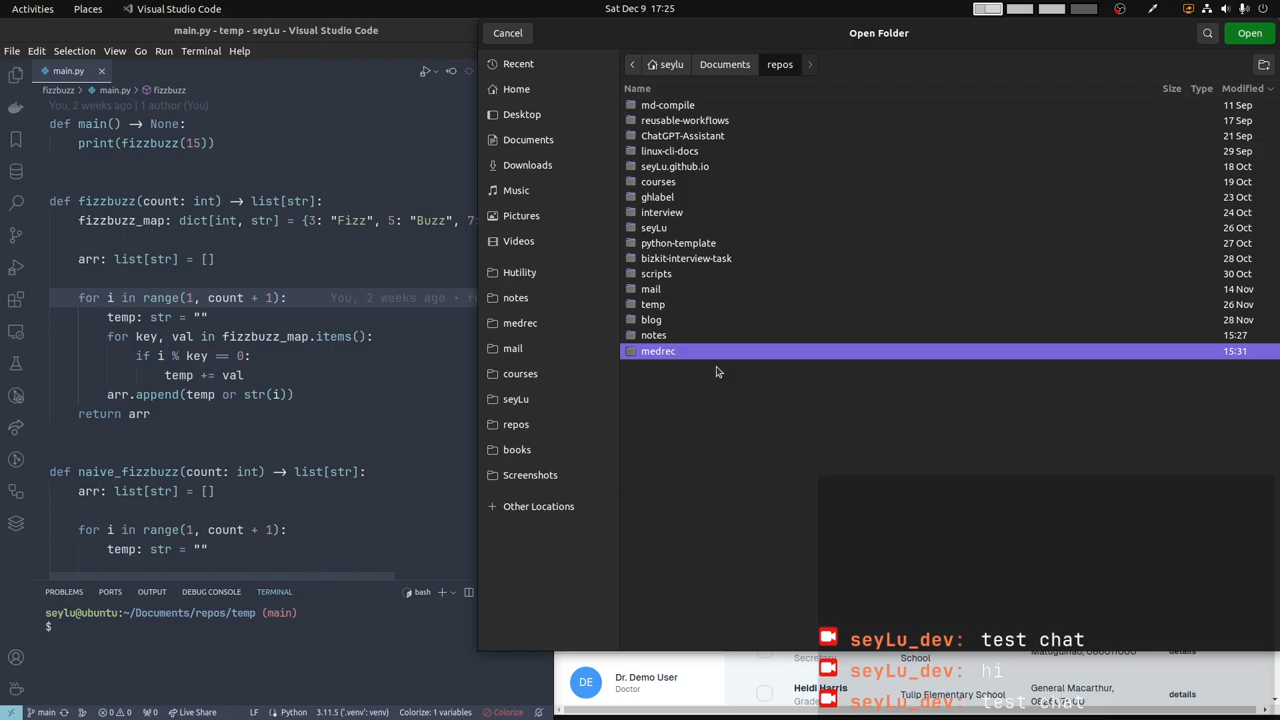 Activities Places Visual Studio Code Sat Dec 9 17:25
main.py - temp - seyLu - Visual Studio Code
File Edit Selection View Go Run Terminal Help
main.py
fizzbuzz > main.py > fizzbuzz
You, 2 weeks ago | 1 author (You)
def main() -> None:
print(fizzbuzz(15))
def fizzbuzz(count: int) -> list[str]:
fizzbuzz_map: dict[int, str] = {3: "Fizz", 5: "Buzz", 7:
arr: list[str] = []
for i in range(1, count + 1): You, 2 weeks ago •
temp: str = ""
for key, val in fizzbuzz_map.items():
if i % key == 0:
temp += val
arr.append(temp or str(i))
return arr
def naive_fizzbuzz(count: int) -> list[str]:
arr: list[str] = []
for i in range(1, count + 1):
temp: str = ""
PROBLEMS PORTS OUTPUT DEBUG CONSOLE TERMINAL bash
seylu@ubuntu:~/Documents/repos/temp (main)
$
main 0 0 0 Live Share LF Python 3.11.5 ('.venv': venv) Colorize: 1 variables Colorize
Cancel Open Folder Open
Recent
Home
Desktop
Documents
Downloads
Music
Pictures
Videos
Hutility
notes
medrec
mail
courses
seyLu
repos
books
Screenshots
Other Locations
seylu Documents repos
Name Size Type Modified
md-compile 11 Sep
reusable-workflows 17 Sep
ChatGPT-Assistant 21 Sep
linux-cli-docs 29 Sep
seyLu.github.io 18 Oct
courses 19 Oct
ghlabel 23 Oct
interview 24 Oct
seyLu 26 Oct
python-template 27 Oct
bizkit-interview-task 28 Oct
scripts 30 Oct
mail 14 Nov
temp 26 Nov
blog 28 Nov
notes 15:27
medrec 15:31
seyLu_dev: test chat
seyLu_dev: hi
seyLu_dev: test chat
Secretary School details
DE Dr. Demo User
Doctor
Heidi Harris Tulip Elementary School General Macarthur, details